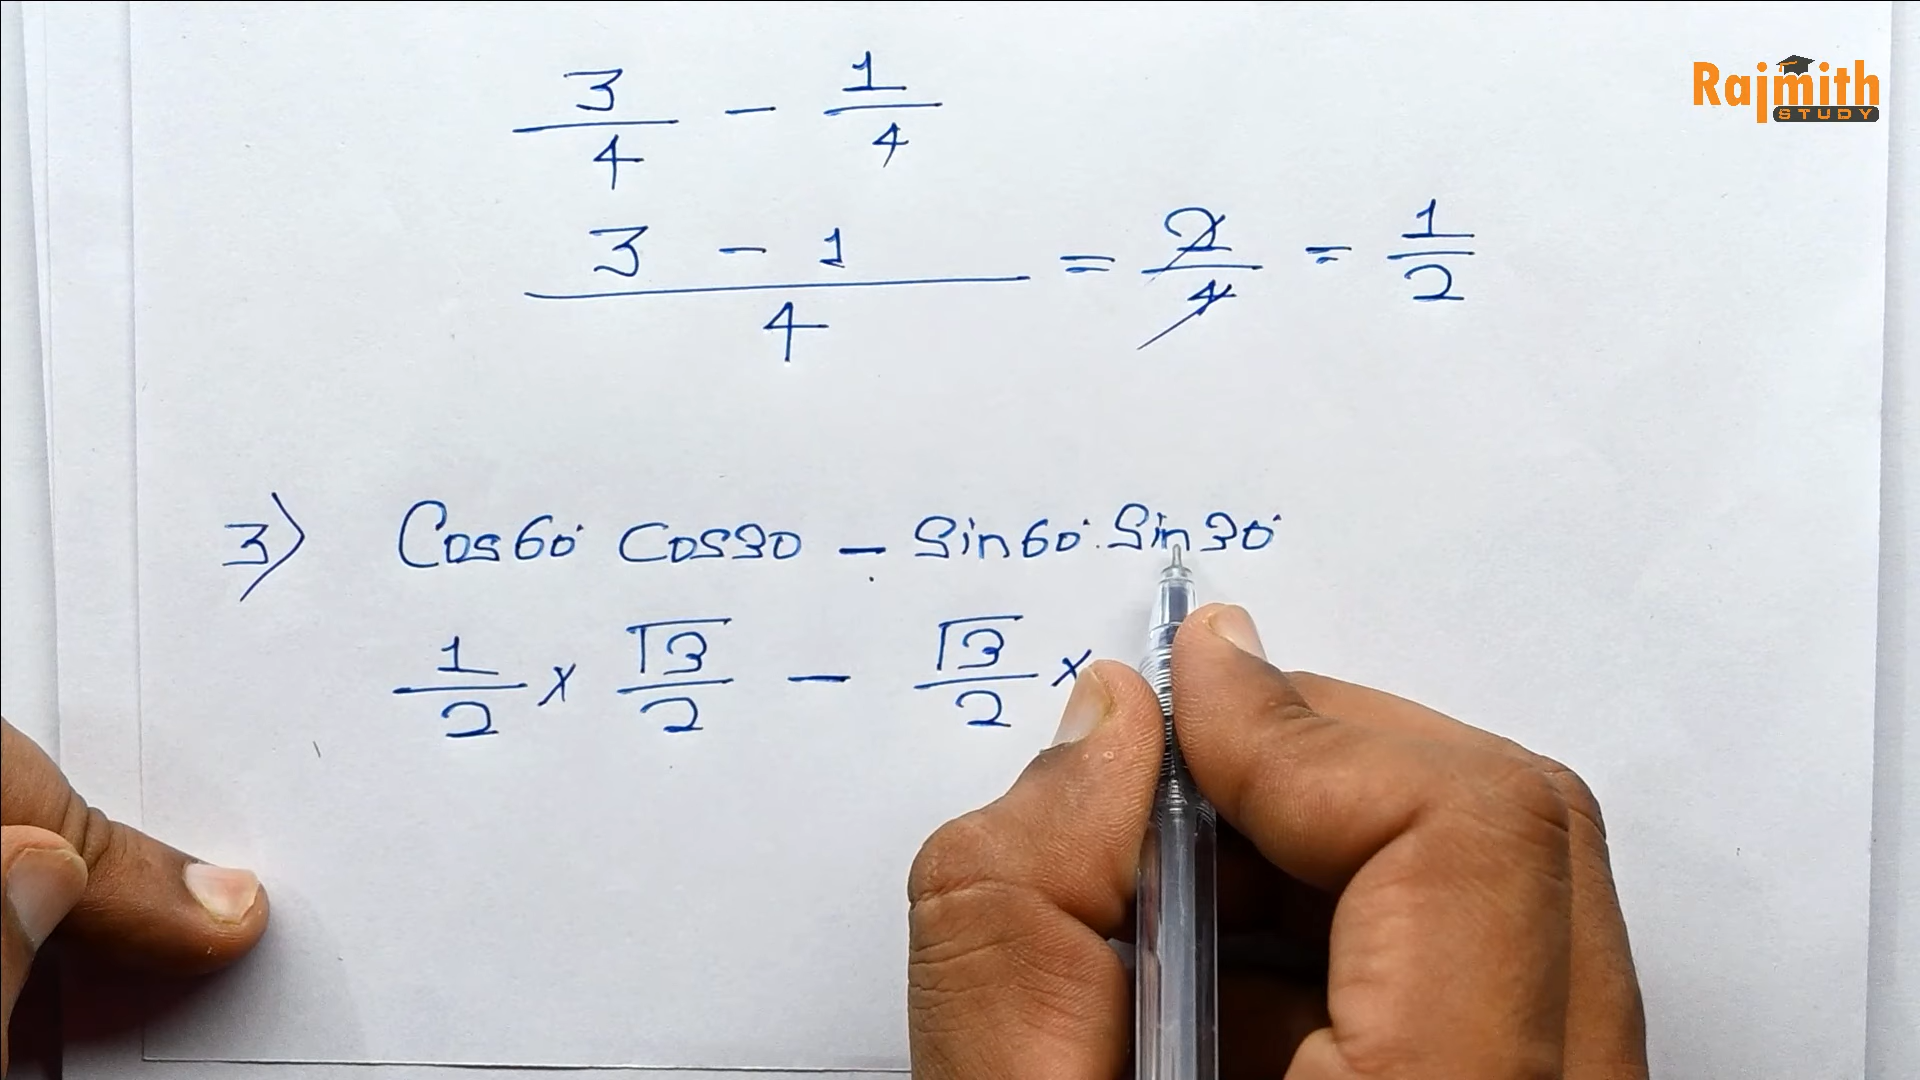 Rajmith
STUDY
3/4 - 1/4
3 - 1 / 4 = 2/4 = 1/2
3) Cos60° Cos30 - Sin60°.Sin30°
1/2 × √3/2 - √3/2 ×